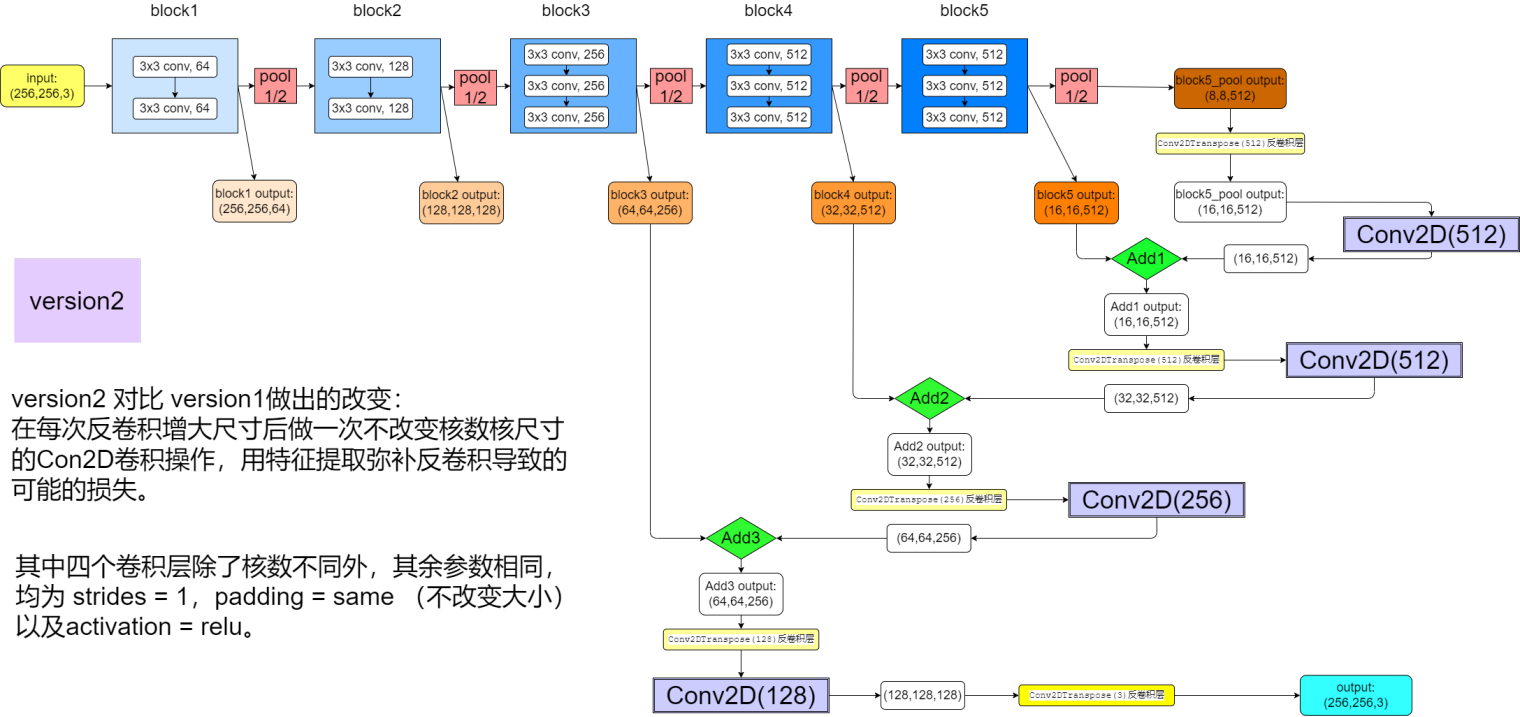 block1
block2
block3
block4
block5
input:
(256,256,3)
3x3 conv, 64
3x3 conv, 64
pool
1/2
3x3 conv, 128
3x3 conv, 128
pool
1/2
3x3 conv, 256
3x3 conv, 256
3x3 conv, 256
pool
1/2
3x3 conv, 512
3x3 conv, 512
3x3 conv, 512
pool
1/2
3x3 conv, 512
3x3 conv, 512
3x3 conv, 512
pool
1/2
block5_pool output:
(8,8,512)
Conv2DTranspose(512)反卷积层
block1 output:
(256,256,64)
block2 output:
(128,128,128)
block3 output:
(64,64,256)
block4 output:
(32,32,512)
block5 output:
(16,16,512)
block5_pool output:
(16,16,512)
Conv2D(512)
Add1
(16,16,512)
version2
Add1 output:
(16,16,512)
Conv2DTranspose(512)反卷积层
Conv2D(512)
Add2
(32,32,512)
version2 对比 version1做出的改变：
在每次反卷积增大尺寸后做一次不改变核数核尺寸
的Con2D卷积操作，用特征提取弥补反卷积导致的
可能的损失。
Add2 output:
(32,32,512)
Conv2DTranspose(256)反卷积层
Conv2D(256)
Add3
(64,64,256)
其中四个卷积层除了核数不同外，其余参数相同，
均为 strides = 1，padding = same （不改变大小）
以及activation = relu。
Add3 output:
(64,64,256)
Conv2DTranspose(128)反卷积层
Conv2D(128)
(128,128,128)
Conv2DTranspose(3)反卷积层
output:
(256,256,3)